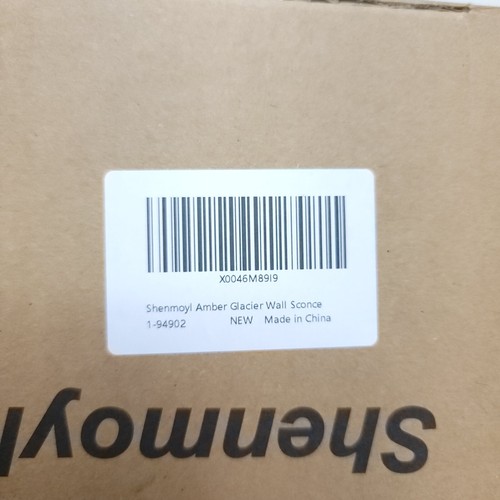 X0046M89I9
Shenmoyl Amber Glacier Wall Sconce
1-94902 NEW Made in China
Shenmoyl